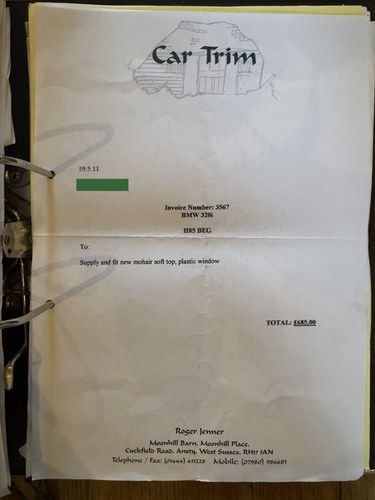 Car Trim
19.5.11
Invoice Number: 3567
BMW 320i
H85 BEG
To:
Supply and fit new mohair soft top, plastic window
TOTAL: £685.00
Roger Jenner
Moonhill Barn, Moonhill Place,
Cuckfield Road, Ansty, West Sussex, RH17 5AN
Telephone / Fax: (01444) 411228 Mobile: (07980) 986681